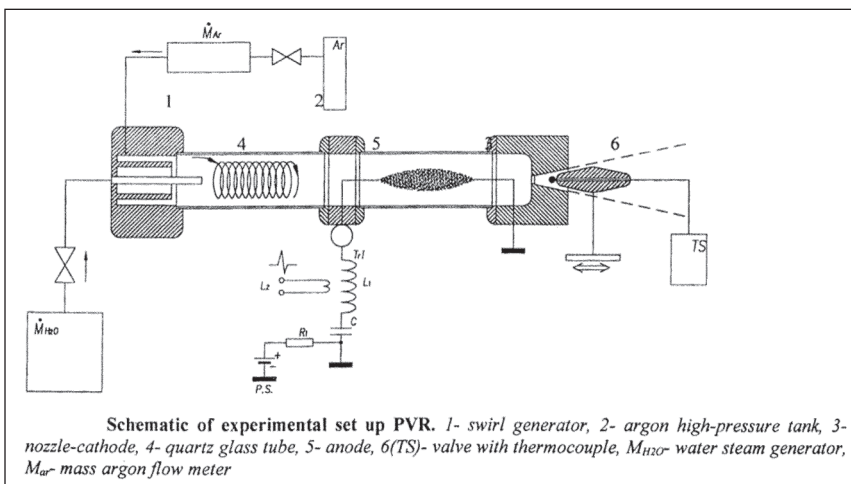 ṀAr
Ar
1
2
4
5
3
6
TS
Tr1
L2
L1
C
R1
+
P.S.
ṀH2O
Schematic of experimental set up PVR. 1- swirl generator, 2- argon high-pressure tank, 3-
nozzle-cathode, 4- quartz glass tube, 5- anode, 6(TS)- valve with thermocouple, MH2O- water steam generator,
Mar- mass argon flow meter